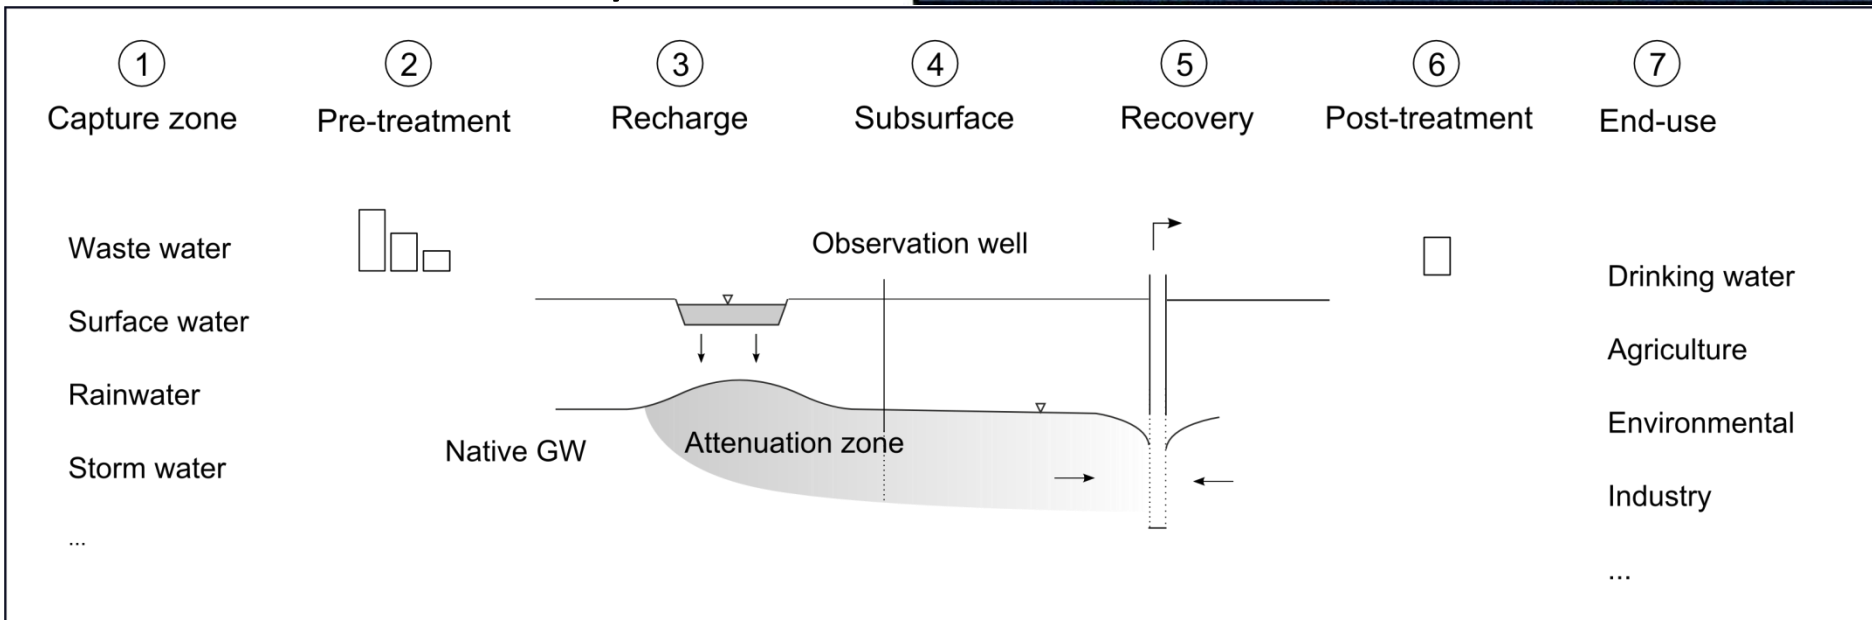 1
Capture zone
2
Pre-treatment
3
Recharge
4
Subsurface
5
Recovery
6
Post-treatment
7
End-use
Waste water
Surface water
Rainwater
Storm water
...
Observation well
Native GW
Attenuation zone
Drinking water
Agriculture
Environmental
Industry
...